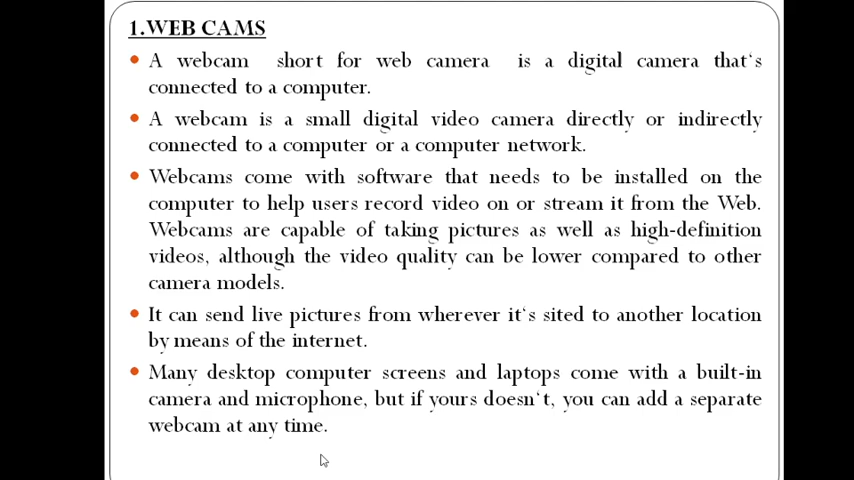 1.WEB CAMS
A webcam short for web camera is a digital camera that‘s
connected to a computer.
A webcam is a small digital video camera directly or indirectly
connected to a computer or a computer network.
Webcams come with software that needs to be installed on the
computer to help users record video on or stream it from the Web.
Webcams are capable of taking pictures as well as high-definition
videos, although the video quality can be lower compared to other
camera models.
It can send live pictures from wherever it‘s sited to another location
by means of the internet.
Many desktop computer screens and laptops come with a built-in
camera and microphone, but if yours doesn‘t, you can add a separate
webcam at any time.